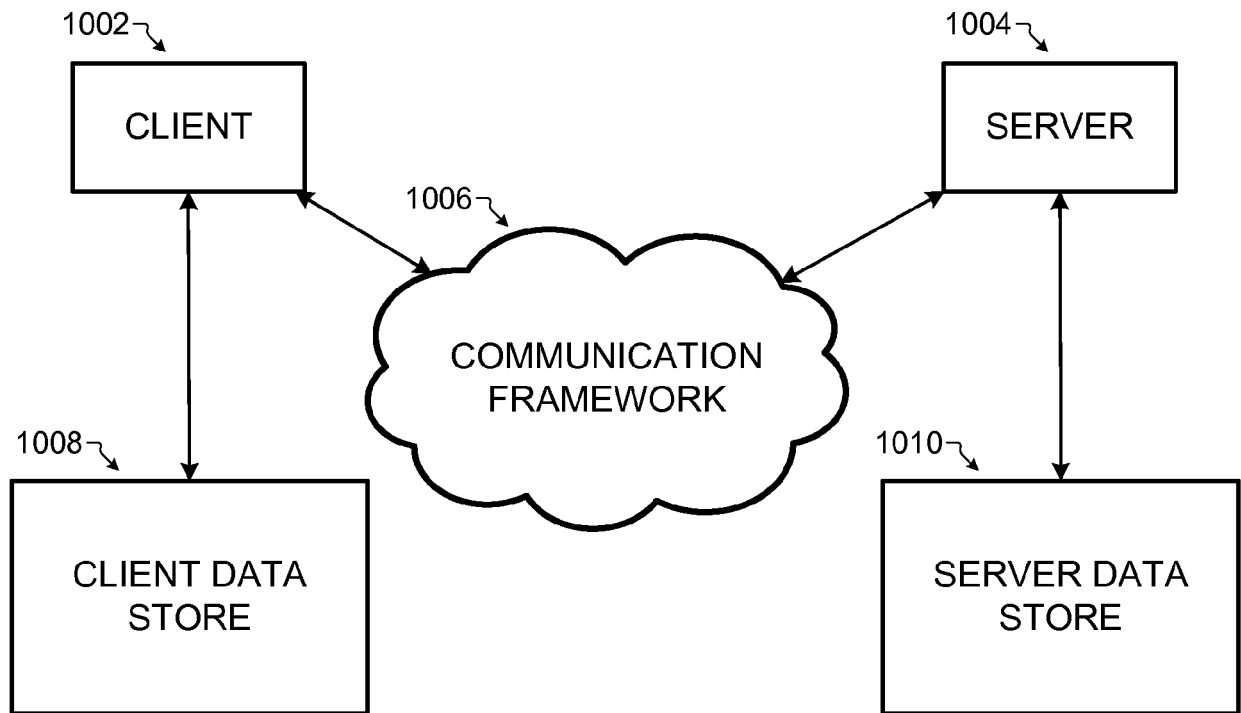 1002
1004
CLIENT
SERVER
1006
COMMUNICATION
FRAMEWORK
1008
1010
CLIENT DATA
STORE
SERVER DATA
STORE